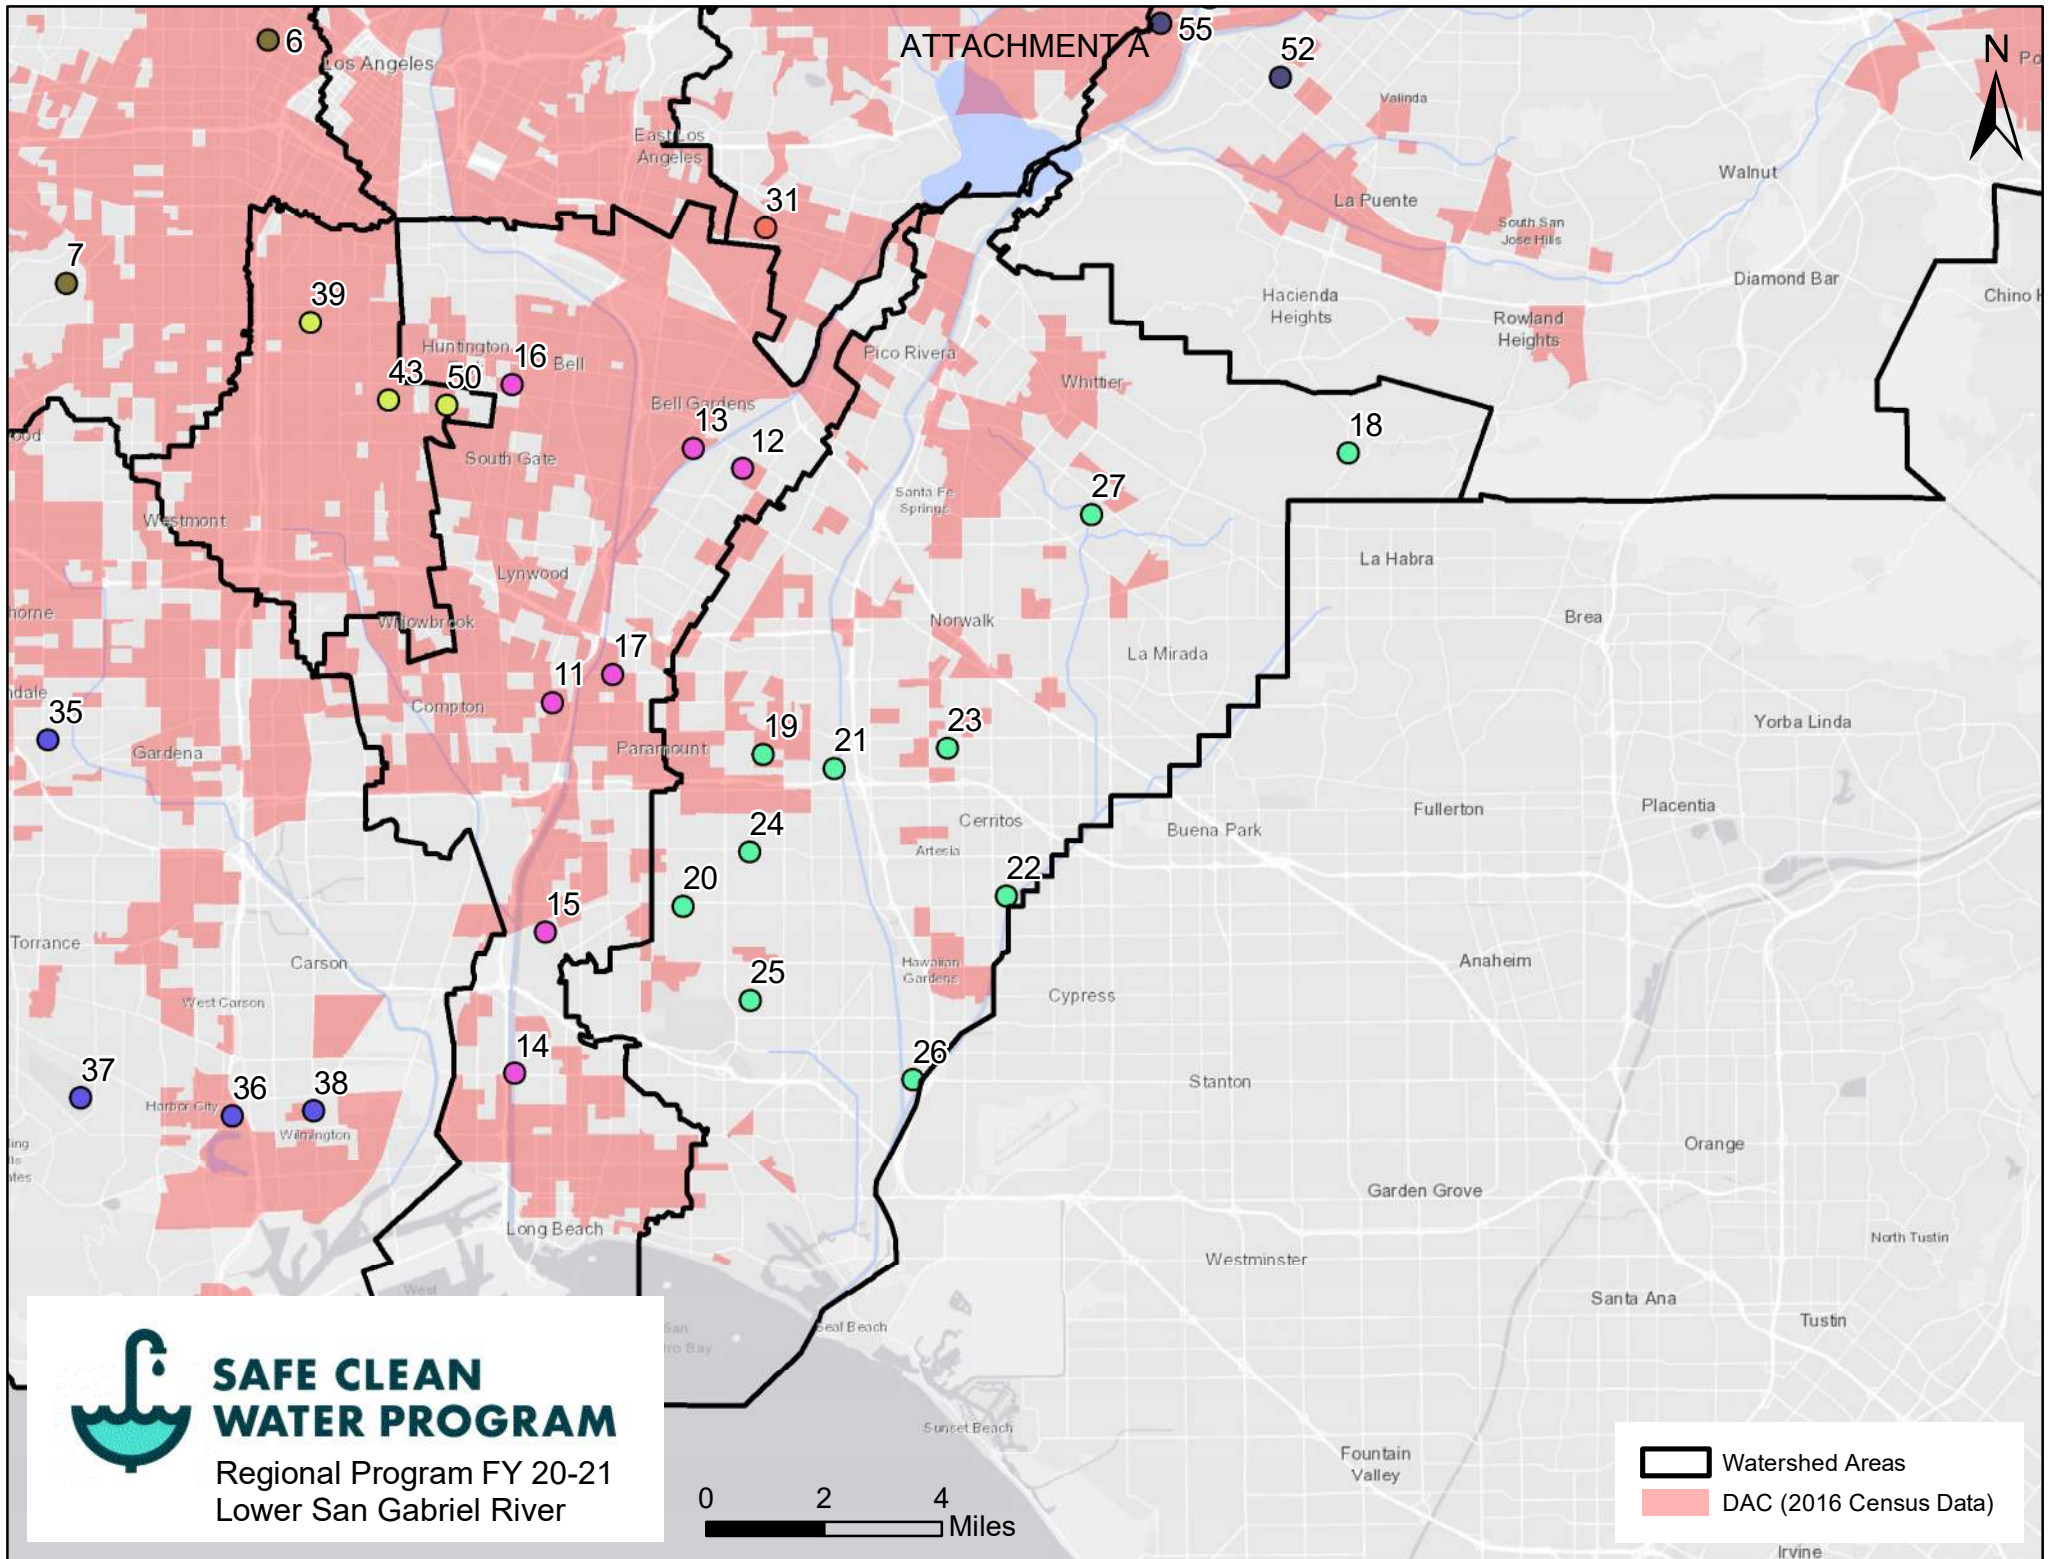 ATTACHMENT A
N
6
55
52
Los Angeles
Valinda
East Los
Angeles
Walnut
La Puente
31
South San
Jose Hills
7
Diamond Bar
39
Hacienda
Heights
Chino H
Rowland
Heights
Huntington
16
Bell
Pico Rivera
43
50
Whittier
Bell Gardens
13
12
18
South Gate
27
Santa Fe
Springs
Westmont
La Habra
Lynwood
Brea
Willowbrook
Norwalk
La Mirada
17
11
Compton
35
Gardena
Paramount
19
21
23
Yorba Linda
24
Cerritos
Artesia
Buena Park
Fullerton
Placentia
20
22
15
Torrance
Carson
Hawaiian
Gardens
Anaheim
West Carson
25
Cypress
14
26
37
36
38
Harbor City
Wilmington
Stanton
Orange
Garden Grove
Long Beach
North Tustin
Westminster
West
Santa Ana
Tustin
San
ro Bay
Seal Beach
Sunset Beach
Fountain
Valley
Irvine
SAFE CLEAN
WATER PROGRAM
Regional Program FY 20-21
Lower San Gabriel River
0 2 4
Miles
Watershed Areas
DAC (2016 Census Data)